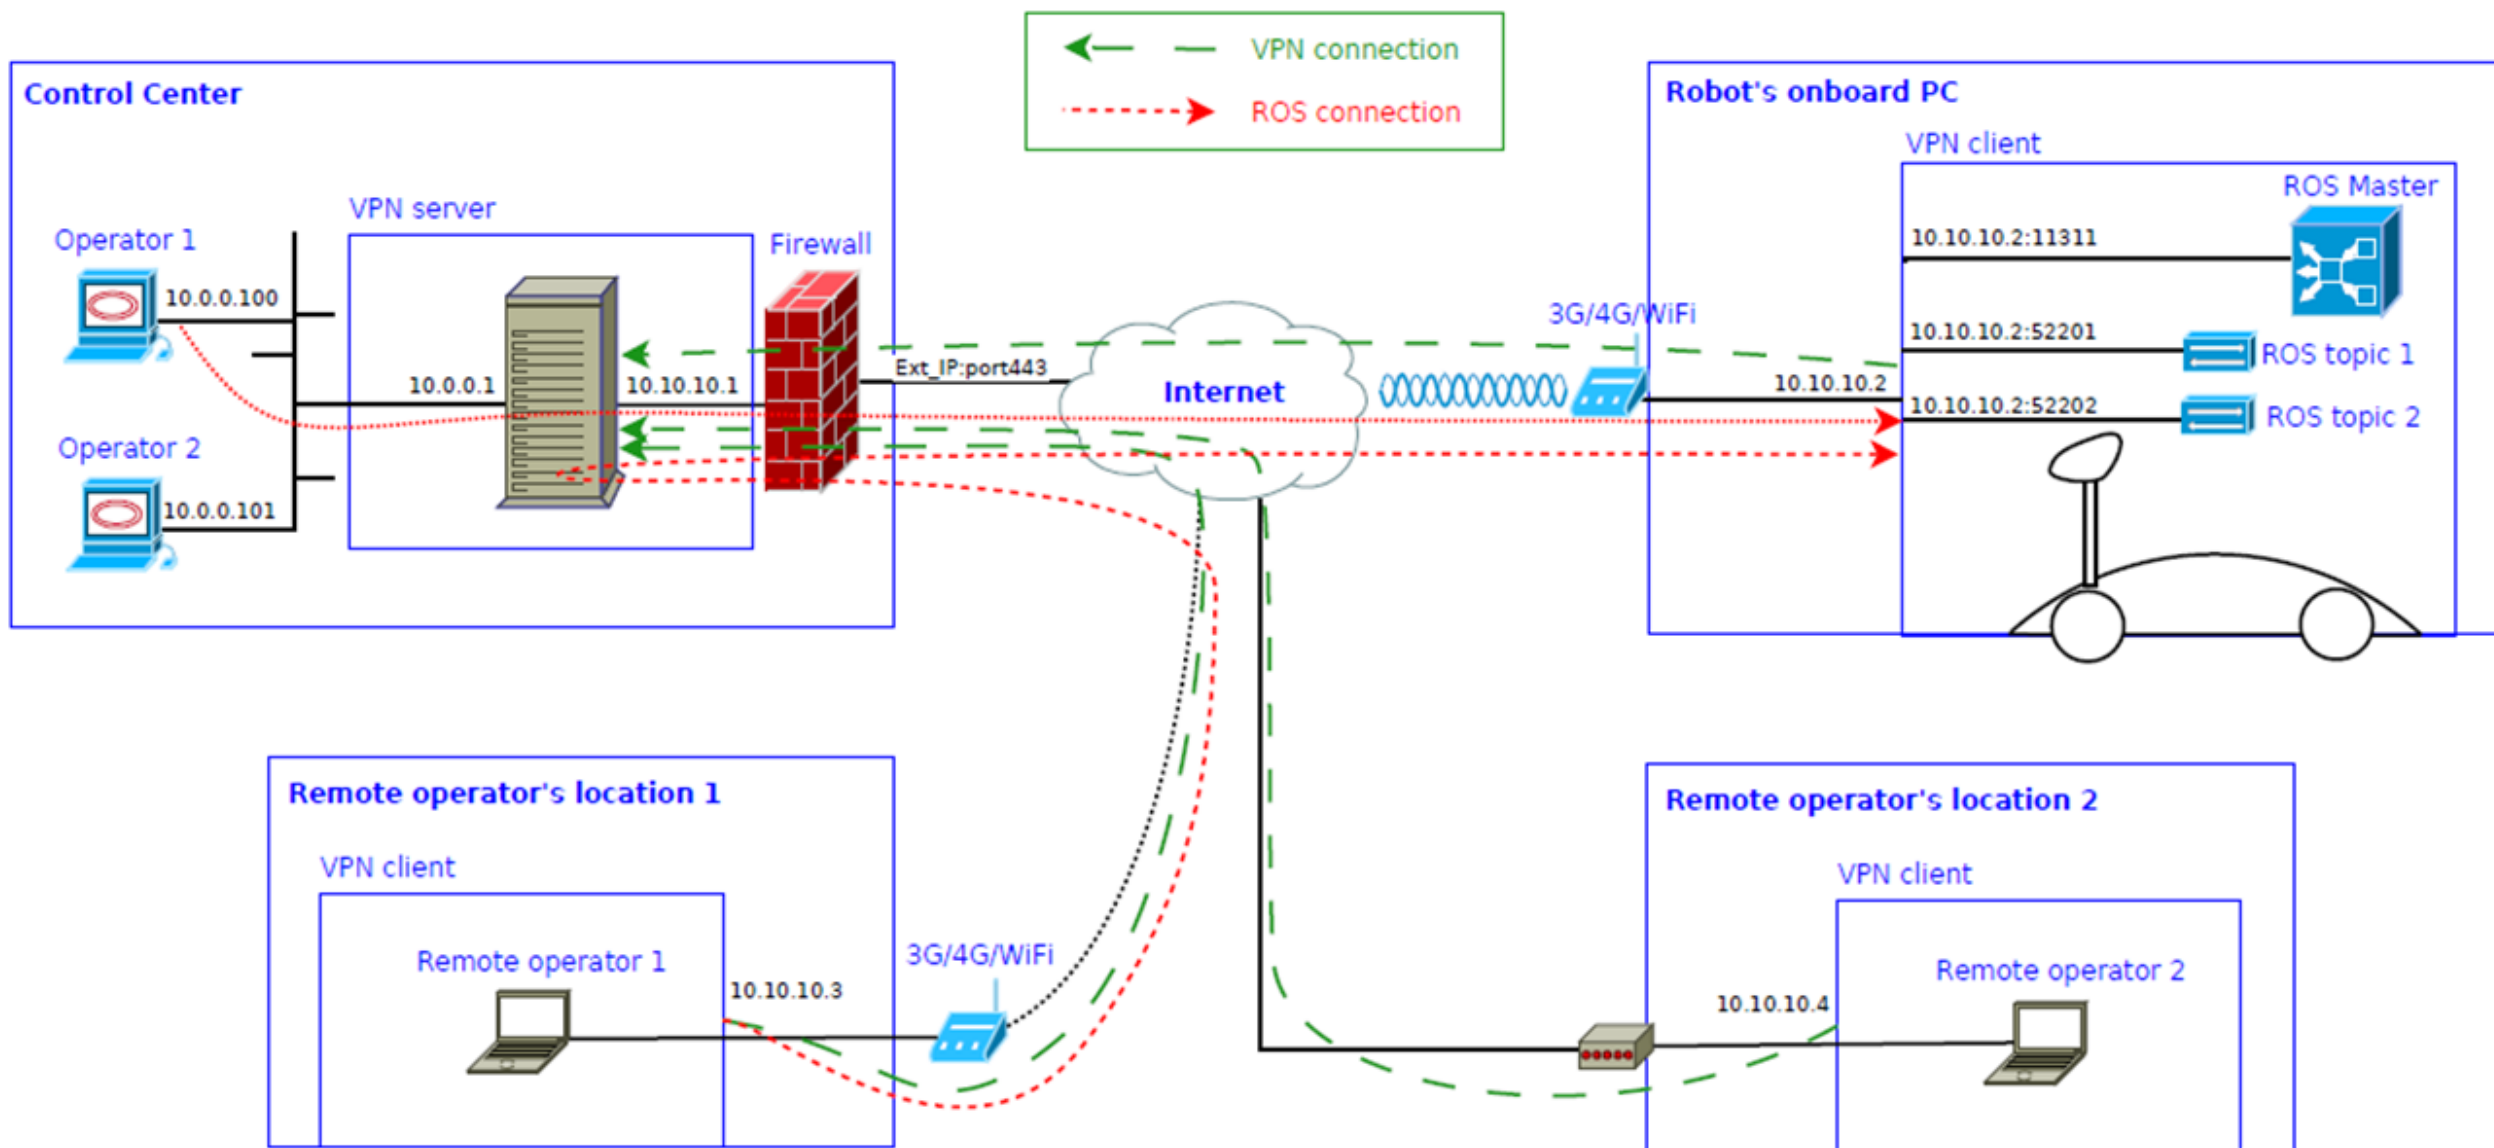 VPN connection
ROS connection
Control Center
VPN server
Operator 1
10.0.0.100
Firewall
10.0.0.1
10.10.10.1
Ext_IP:port443
Operator 2
10.0.0.101
Internet
3G/4G/WiFi
Robot's onboard PC
VPN client
ROS Master
10.10.10.2:11311
10.10.10.2:52201
ROS topic 1
10.10.10.2
10.10.10.2:52202
ROS topic 2
Remote operator's location 1
VPN client
Remote operator 1
10.10.10.3
3G/4G/WiFi
Remote operator's location 2
VPN client
Remote operator 2
10.10.10.4